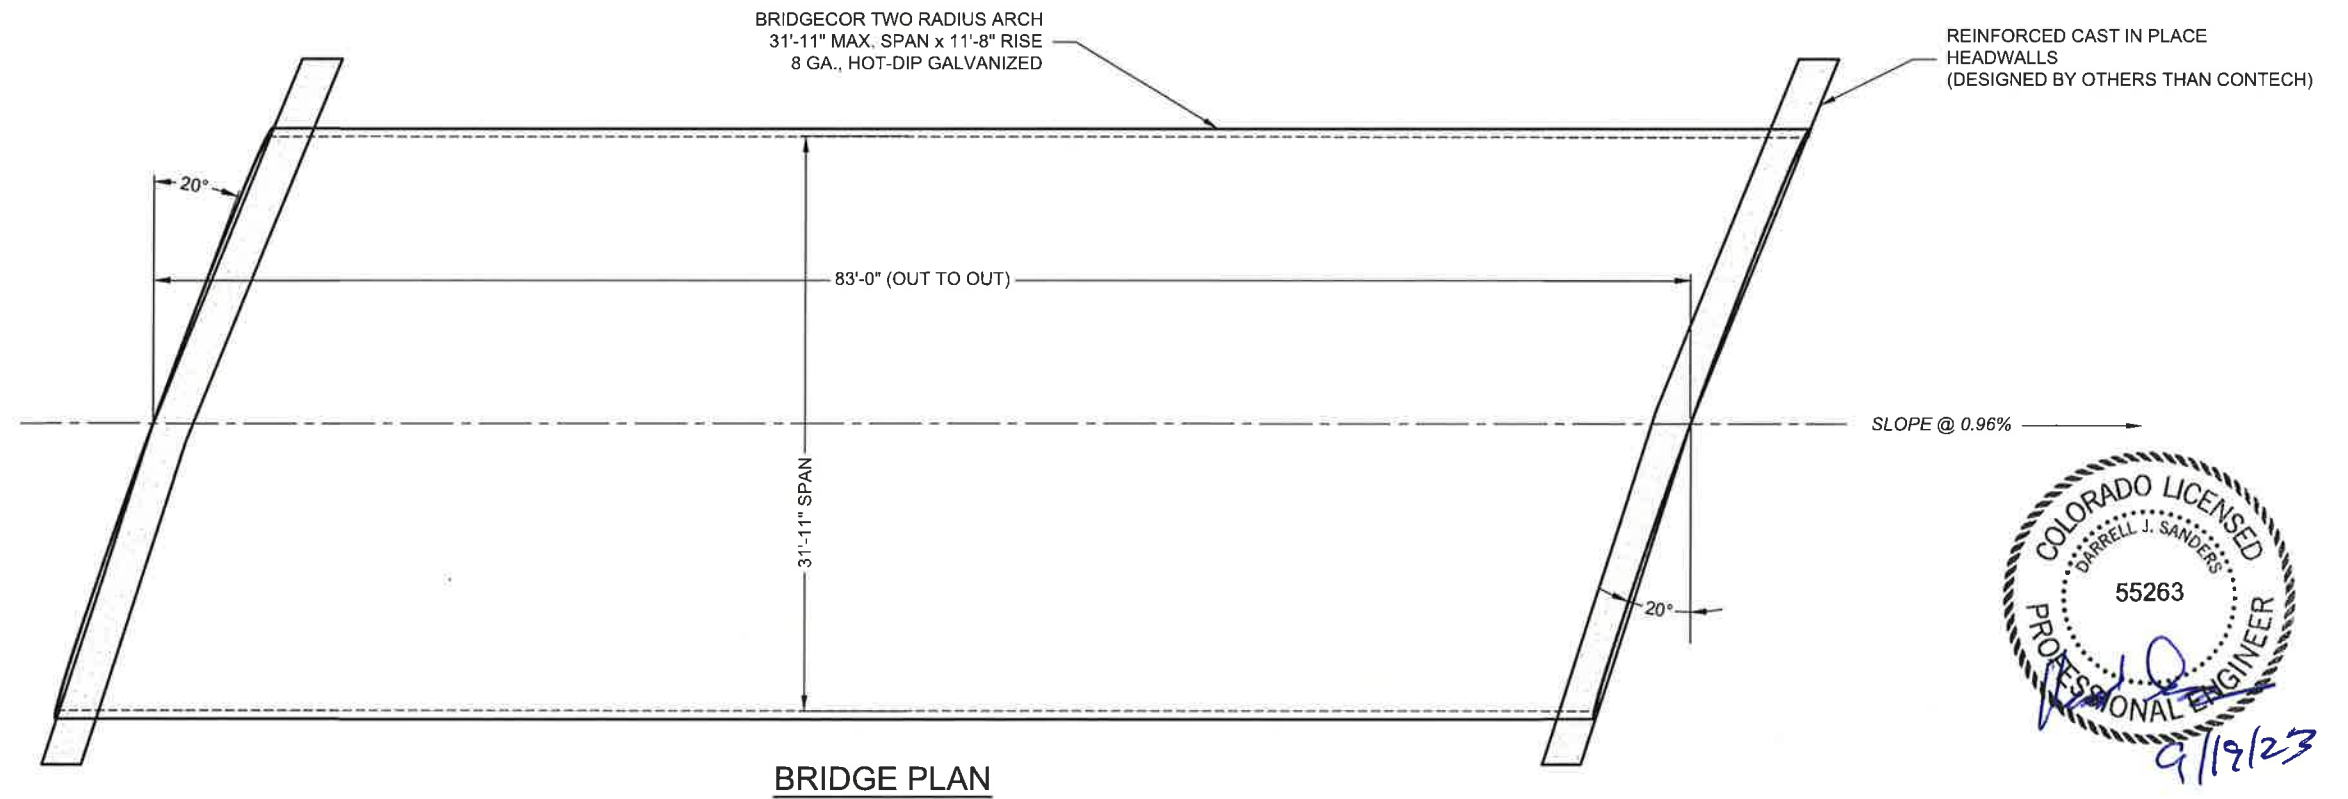 BRIDGECOR TWO RADIUS ARCH
31'-11" MAX. SPAN x 11'-8" RISE
8 GA., HOT-DIP GALVANIZED
REINFORCED CAST IN PLACE
HEADWALLS
(DESIGNED BY OTHERS THAN CONTECH)
20°
83'-0" (OUT TO OUT)
SLOPE @ 0.96%
31'-11" SPAN
20°
COLORADO LICENSED
DARRELL J. SANDERS
55263
PROFESSIONAL ENGINEER
9/19/23
BRIDGE PLAN